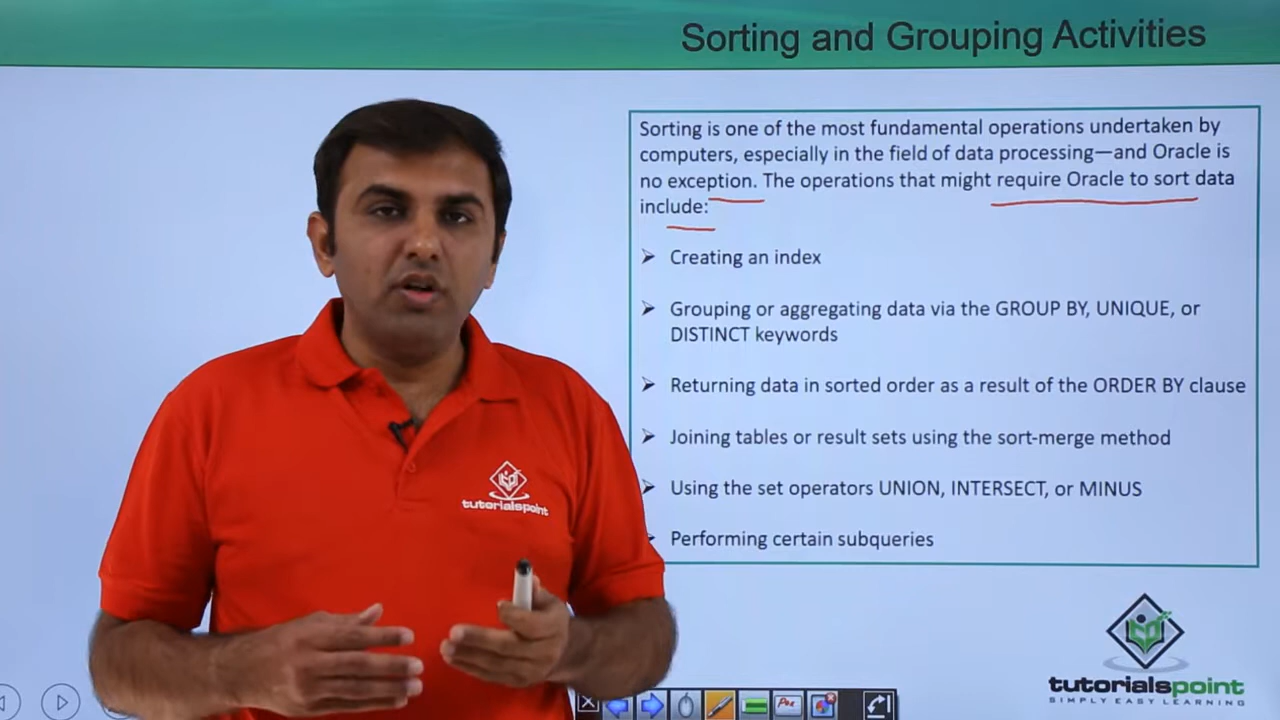 Sorting and Grouping Activities
Sorting is one of the most fundamental operations undertaken by
computers, especially in the field of data processing—and Oracle is
no exception. The operations that might require Oracle to sort data
include:
Creating an index
Grouping or aggregating data via the GROUP BY, UNIQUE, or
DISTINCT keywords
Returning data in sorted order as a result of the ORDER BY clause
Joining tables or result sets using the sort-merge method
Using the set operators UNION, INTERSECT, or MINUS
Performing certain subqueries
tutorialspoint
tutorialspoint
SIMPLY EASY LEARNING